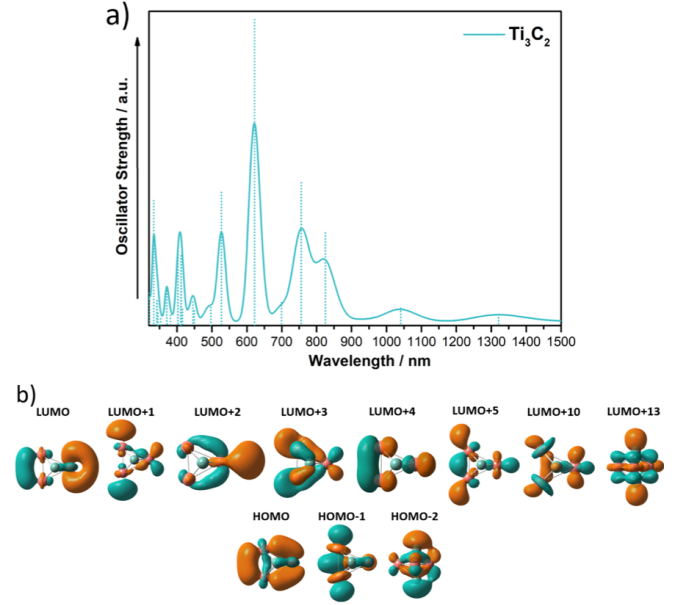 a)
Ti₃C₂
Oscillator Strength / a.u.
400 500 600 700 800 900 1000 1100 1200 1300 1400 1500
Wavelength / nm
b)
LUMO LUMO+1 LUMO+2 LUMO+3 LUMO+4 LUMO+5 LUMO+10 LUMO+13
HOMO HOMO-1 HOMO-2